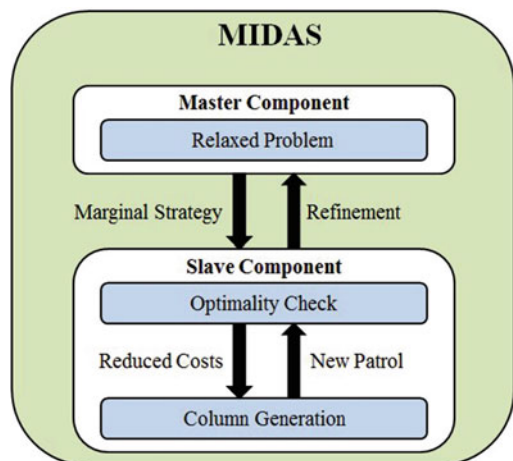 MIDAS
Master Component
Relaxed Problem
Marginal Strategy
Refinement
Slave Component
Optimality Check
Reduced Costs
New Patrol
Column Generation